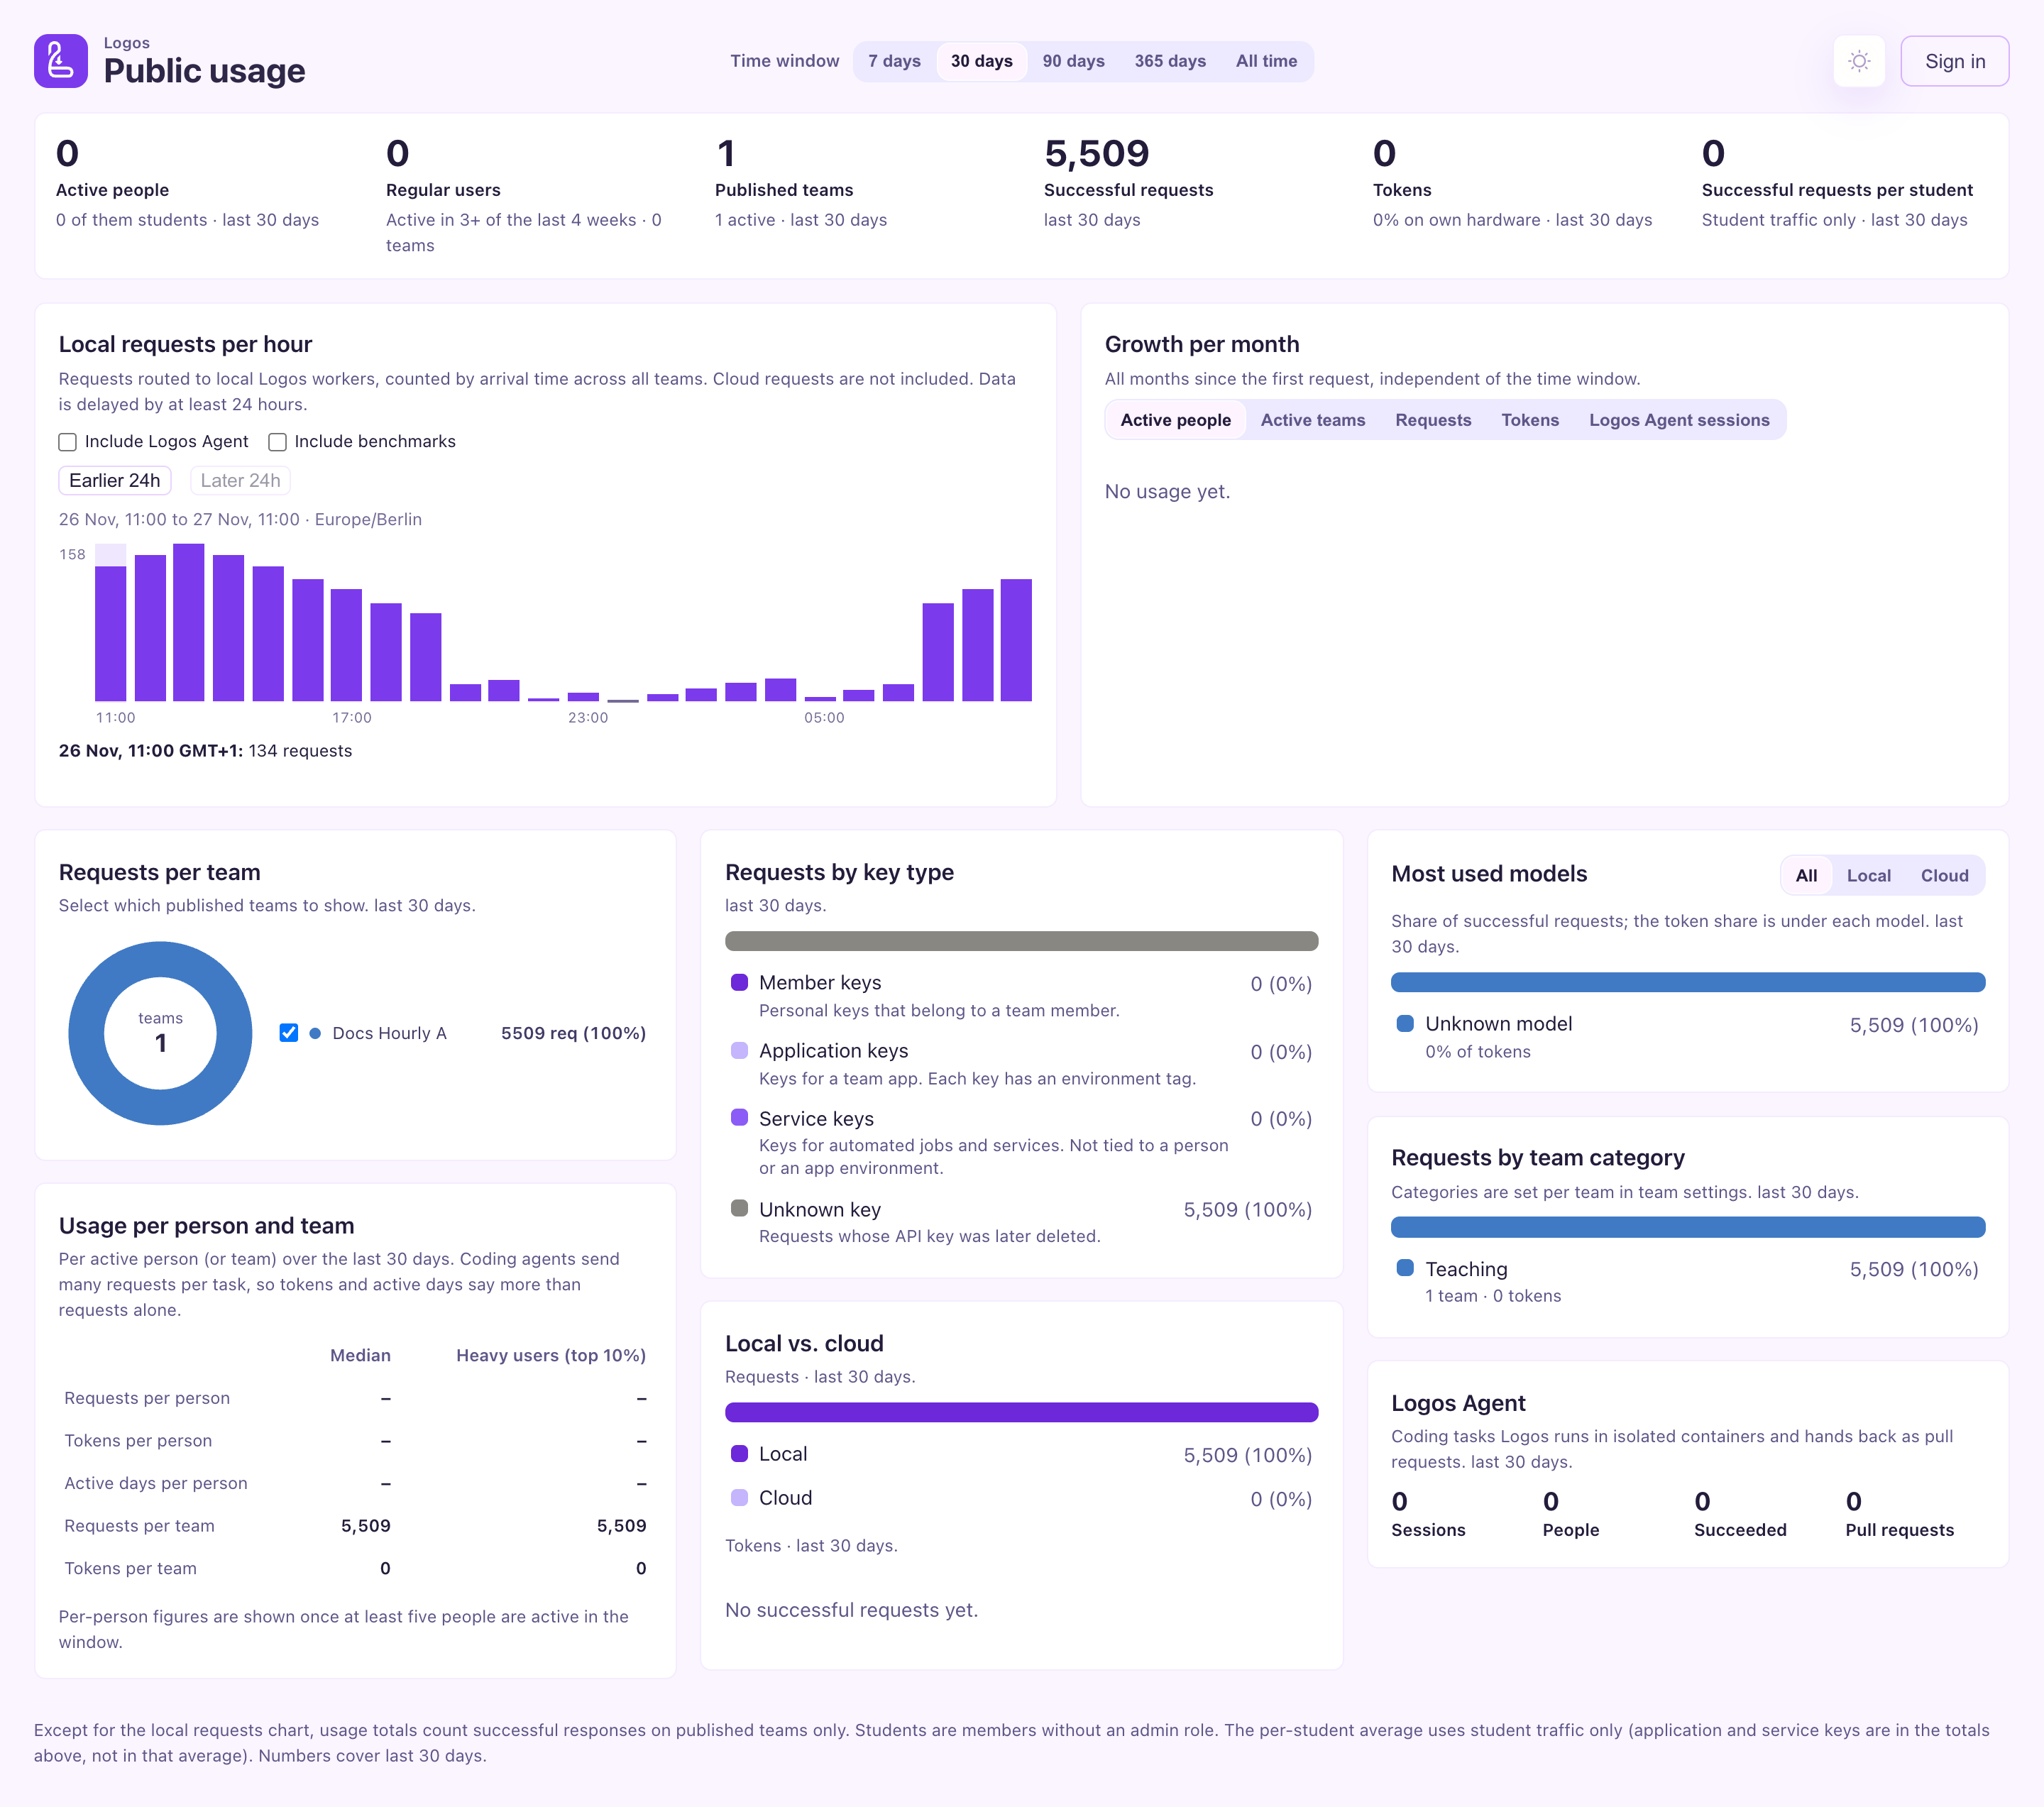 Logos
Public usage
Time window
7 days
30 days
90 days
365 days
All time
Sign in
0
Active people
0 of them students · last 30 days
0
Regular users
Active in 3+ of the last 4 weeks · 0
teams
1
Published teams
1 active · last 30 days
5,509
Successful requests
last 30 days
0
Tokens
0% on own hardware · last 30 days
0
Successful requests per student
Student traffic only · last 30 days
Local requests per hour
Requests routed to local Logos workers, counted by arrival time across all teams. Cloud requests are not included. Data
is delayed by at least 24 hours.
Include Logos Agent
Include benchmarks
Earlier 24h
Later 24h
26 Nov, 11:00 to 27 Nov, 11:00 · Europe/Berlin
158
11:00
17:00
23:00
05:00
26 Nov, 11:00 GMT+1: 134 requests
Growth per month
All months since the first request, independent of the time window.
Active people
Active teams
Requests
Tokens
Logos Agent sessions
No usage yet.
Requests per team
Select which published teams to show. last 30 days.
teams
1
Docs Hourly A
5509 req (100%)
Usage per person and team
Per active person (or team) over the last 30 days. Coding agents send
many requests per task, so tokens and active days say more than
requests alone.
Median
Heavy users (top 10%)
Requests per person – –
Tokens per person – –
Active days per person – –
Requests per team 5,509 5,509
Tokens per team 0 0
Per-person figures are shown once at least five people are active in the
window.
Requests by key type
last 30 days.
Member keys 0 (0%)
Personal keys that belong to a team member.
Application keys 0 (0%)
Keys for a team app. Each key has an environment tag.
Service keys 0 (0%)
Keys for automated jobs and services. Not tied to a person
or an app environment.
Unknown key 5,509 (100%)
Requests whose API key was later deleted.
Local vs. cloud
Requests · last 30 days.
Local 5,509 (100%)
Cloud 0 (0%)
Tokens · last 30 days.
No successful requests yet.
Most used models
All
Local
Cloud
Share of successful requests; the token share is under each model. last
30 days.
Unknown model 5,509 (100%)
0% of tokens
Requests by team category
Categories are set per team in team settings. last 30 days.
Teaching 5,509 (100%)
1 team · 0 tokens
Logos Agent
Coding tasks Logos runs in isolated containers and hands back as pull
requests. last 30 days.
0
Sessions
0
People
0
Succeeded
0
Pull requests
Except for the local requests chart, usage totals count successful responses on published teams only. Students are members without an admin role. The per-student average uses student traffic only (application and service keys are in the totals
above, not in that average). Numbers cover last 30 days.